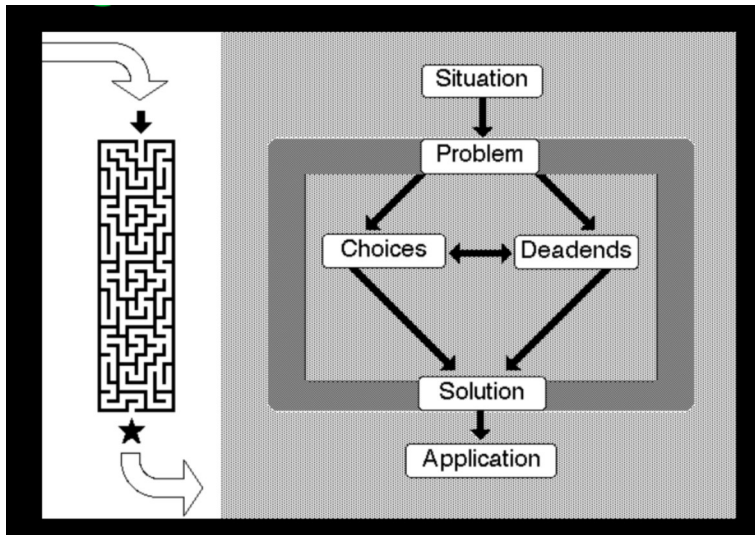 Situation
Problem
Choices
Deadends
Solution
Application